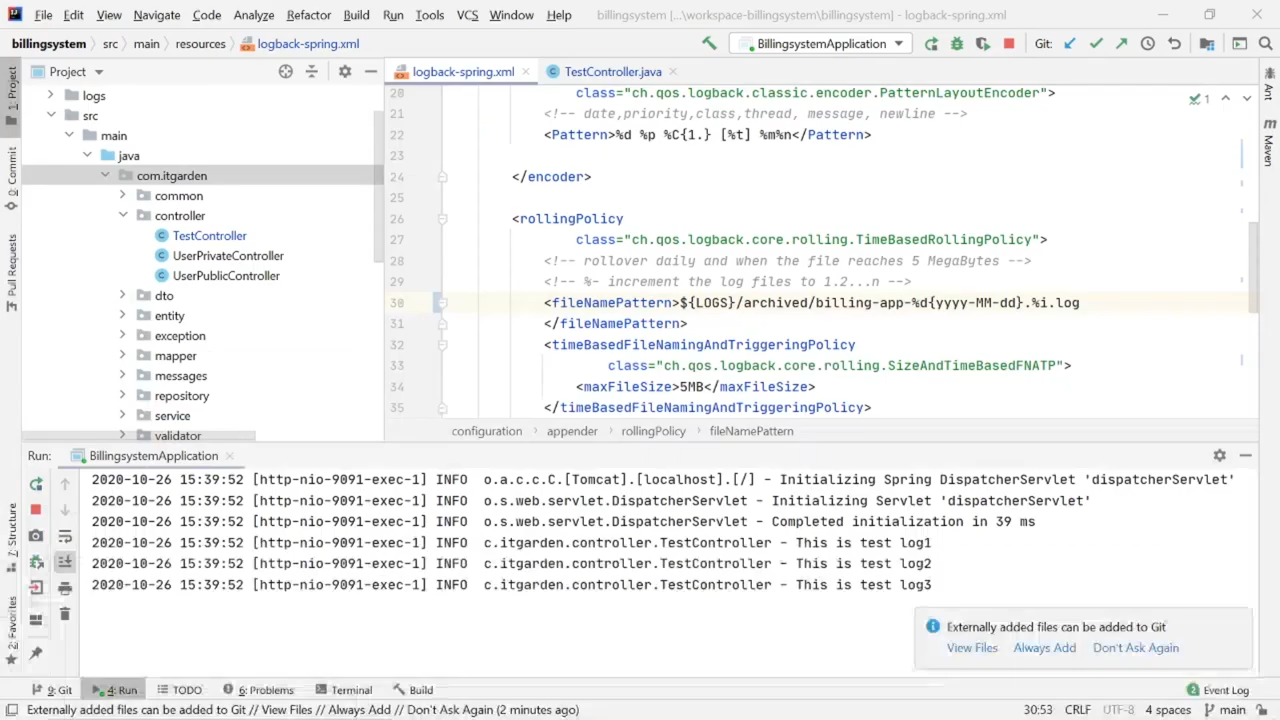 File Edit View Navigate Code Analyze Refactor Build Run Tools VCS Window Help billingsystem [...\workspace-billingsystem\billingsystem] - logback-spring.xml
billingsystem src main resources logback-spring.xml BillingsystemApplication Git:
Project logback-spring.xml TestController.java
1: Project
0: Commit
Pull Requests
7: Structure
2: Favorites
Ant
Maven
logs
src
main
java
com.itgarden
common
controller
TestController
UserPrivateController
UserPublicController
dto
entity
exception
mapper
messages
repository
service
validator
20 class="ch.qos.logback.classic.encoder.PatternLayoutEncoder">
21 <!-- date,priority,class,thread, message, newline -->
22 <Pattern>%d %p %C{1.} [%t] %m%n</Pattern>
23
24 </encoder>
25
26 <rollingPolicy
27 class="ch.qos.logback.core.rolling.TimeBasedRollingPolicy">
28 <!-- rollover daily and when the file reaches 5 MegaBytes -->
29 <!-- %- increment the log files to 1.2...n -->
30 <fileNamePattern>${LOGS}/archived/billing-app-%d{yyyy-MM-dd}.%i.log
31 </fileNamePattern>
32 <timeBasedFileNamingAndTriggeringPolicy
33 class="ch.qos.logback.core.rolling.SizeAndTimeBasedFNATP">
34 <maxFileSize>5MB</maxFileSize>
35 </timeBasedFileNamingAndTriggeringPolicy>
1
configuration appender rollingPolicy fileNamePattern
Run: BillingsystemApplication
2020-10-26 15:39:52 [http-nio-9091-exec-1] INFO o.a.c.c.C.[Tomcat].[localhost].[/] - Initializing Spring DispatcherServlet 'dispatcherServlet'
2020-10-26 15:39:52 [http-nio-9091-exec-1] INFO o.s.web.servlet.DispatcherServlet - Initializing Servlet 'dispatcherServlet'
2020-10-26 15:39:52 [http-nio-9091-exec-1] INFO o.s.web.servlet.DispatcherServlet - Completed initialization in 39 ms
2020-10-26 15:39:52 [http-nio-9091-exec-1] INFO c.itgarden.controller.TestController - This is test log1
2020-10-26 15:39:52 [http-nio-9091-exec-1] INFO c.itgarden.controller.TestController - This is test log2
2020-10-26 15:39:52 [http-nio-9091-exec-1] INFO c.itgarden.controller.TestController - This is test log3
Externally added files can be added to Git
View Files Always Add Don't Ask Again
9: Git 4: Run TODO 6: Problems Terminal Build 2 Event Log
Externally added files can be added to Git // View Files // Always Add // Don't Ask Again (2 minutes ago) 30:53 CRLF UTF-8 4 spaces main